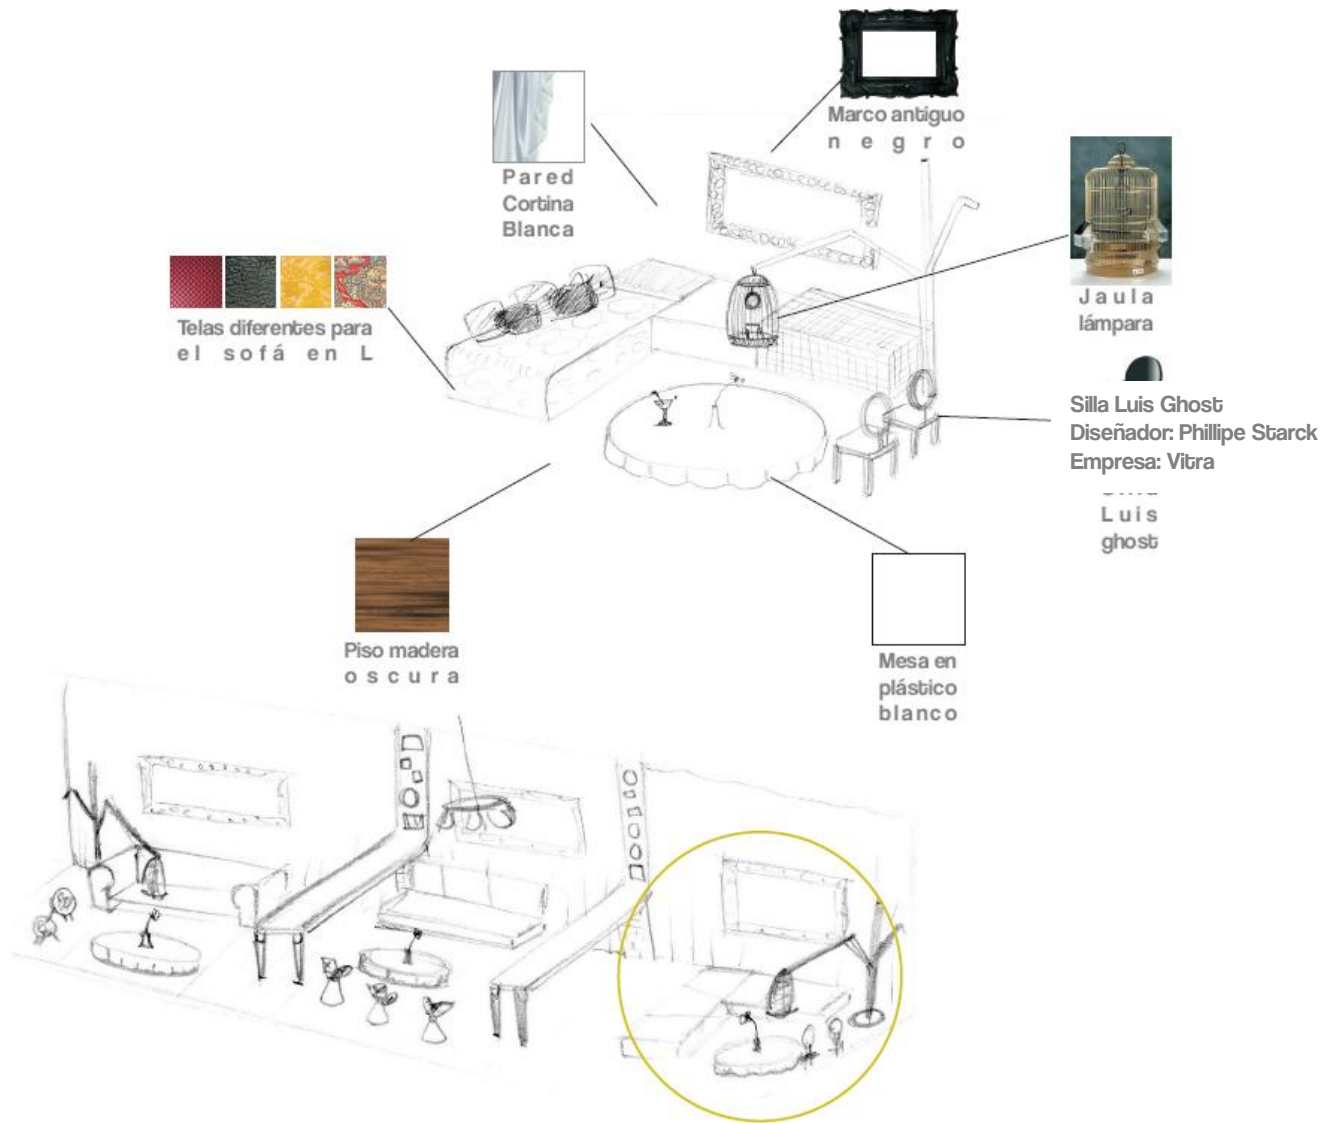 Marco antiguo
negro
Pared
Cortina
Blanca
Telas diferentes para
el sofá en L
Jaula
lámpara
Silla Luis Ghost
Diseñador: Phillipe Starck
Empresa: Vitra
Luis
ghost
Piso madera
oscura
Mesa en
plástico
blanco